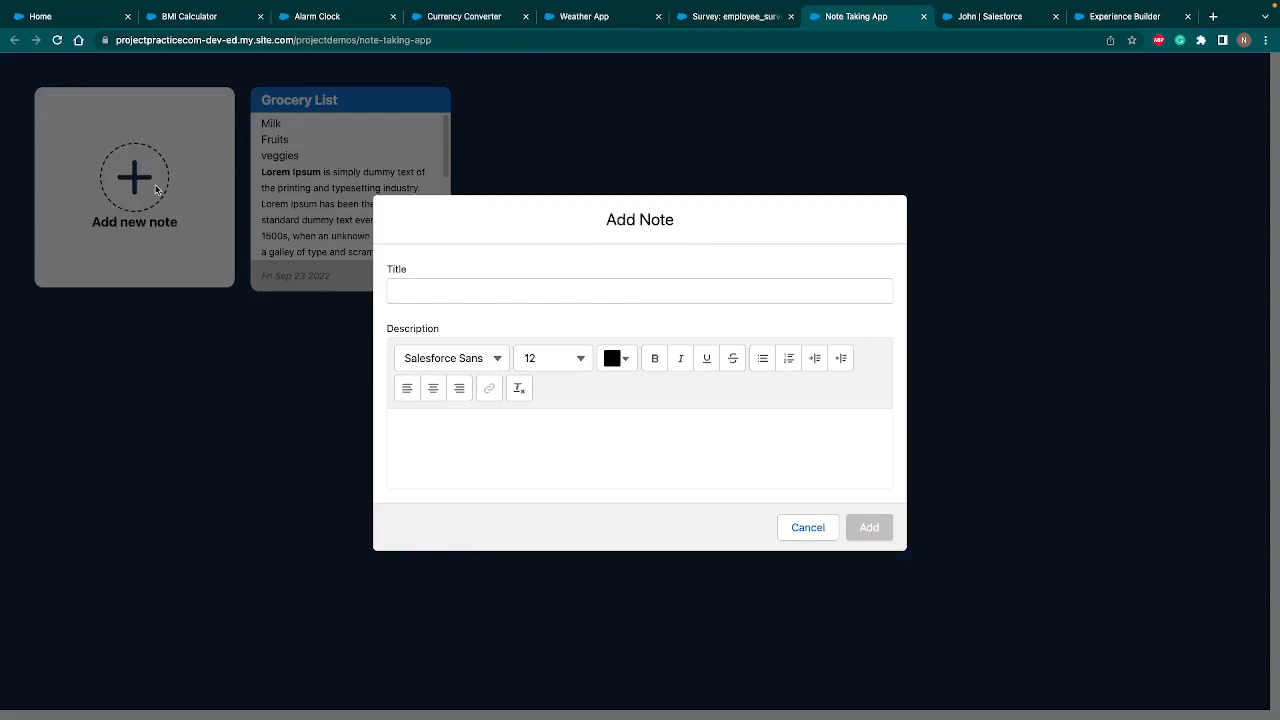 Home
BMI Calculator
Alarm Clock
Currency Converter
Weather App
Survey: employee_surv
Note Taking App
John | Salesforce
Experience Builder
projectpracticecom-dev-ed.my.site.com/projectdemos/note-taking-app
ABP
N
Add new note
Grocery List
Milk
Fruits
veggies
Lorem Ipsum is simply dummy text of
the printing and typesetting industry.
Lorem Ipsum has been the
standard dummy text ever
1500s, when an unknown
a galley of type and scram
Fri Sep 23 2022
Add Note
Title
Description
Salesforce Sans
12
B I U S
Cancel
Add